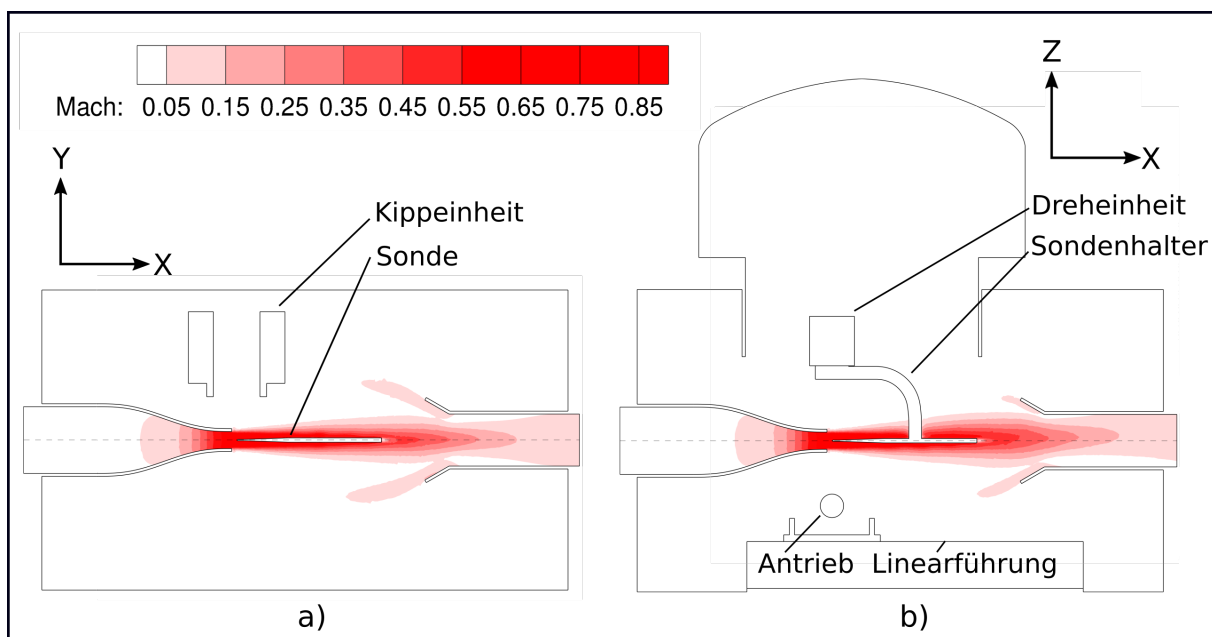 Mach: 0.05 0.15 0.25 0.35 0.45 0.55 0.65 0.75 0.85
Y
X
Kippeinheit
Sonde
a)
Z
X
Dreheinheit
Sondenhalter
Antrieb Linearführung
b)